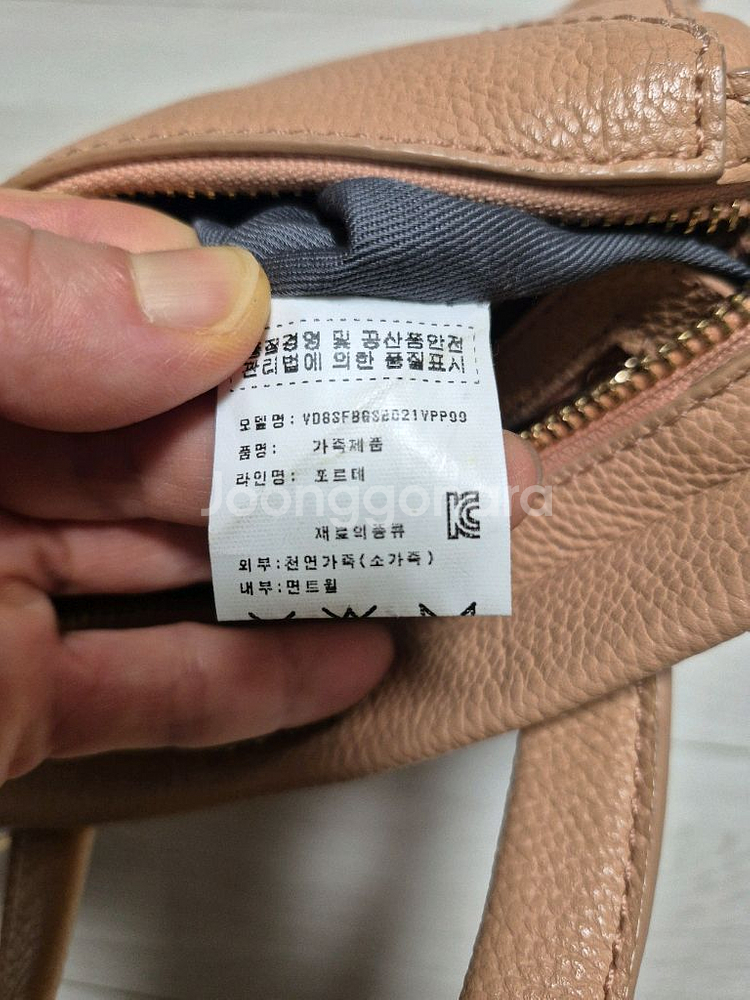 품질경영 및 공산품안전
관리법에 의한 품질표시
모델명: VD8SFBGS2021VPP99
품명: 가죽제품
라인명: 포르테
Joonggonara
재료의종류
외부:천연가죽(소가죽)
내부:면트윌